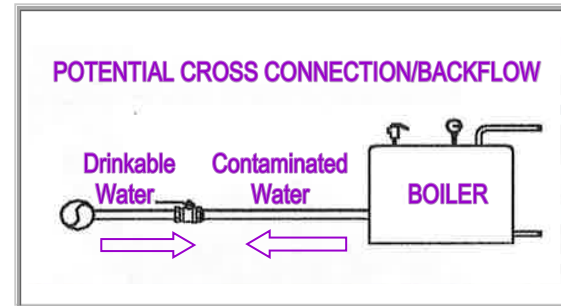 POTENTIAL CROSS CONNECTION/BACKFLOW
Drinkable
Water
Contaminated
Water
BOILER